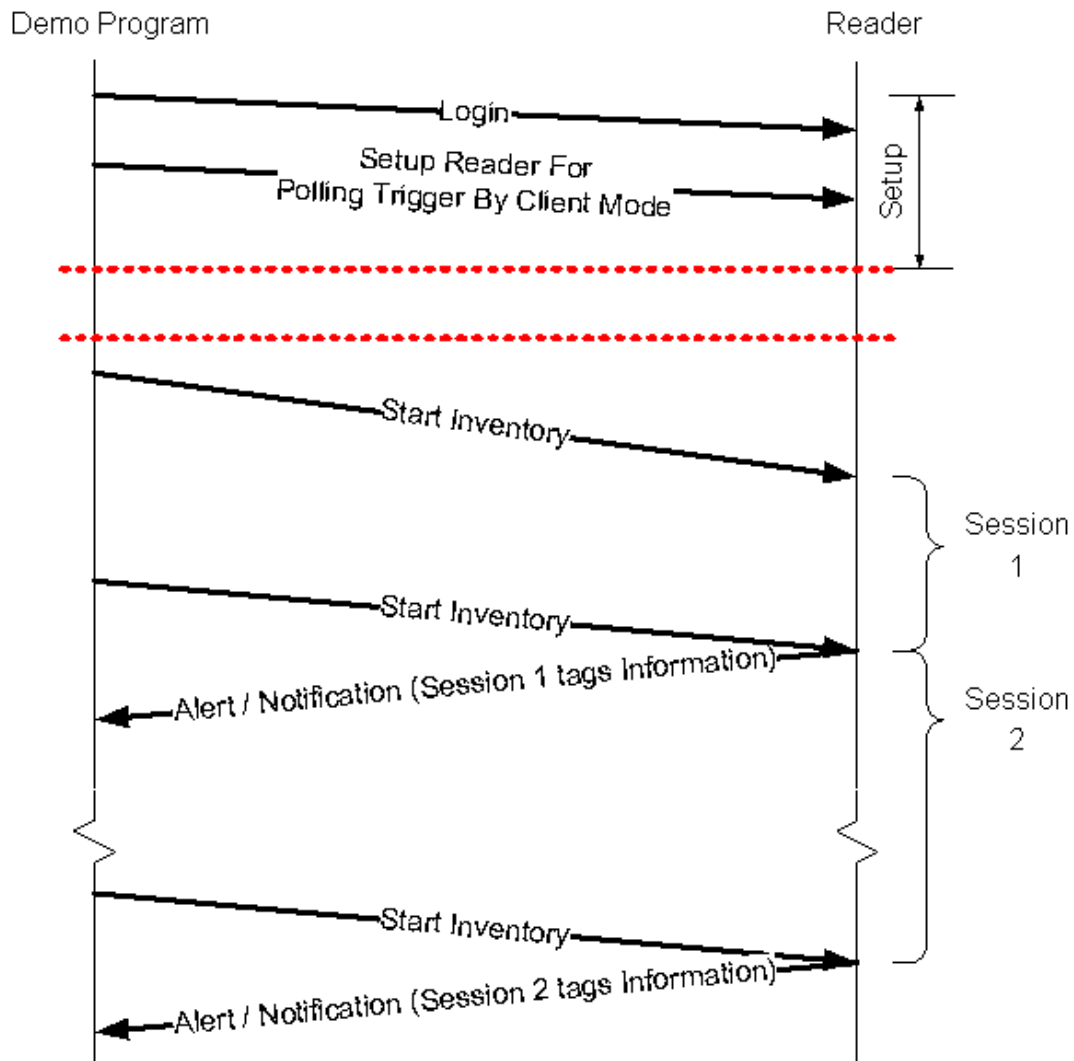 Demo Program
Reader
Login
Setup
Setup Reader For
Polling Trigger By Client Mode
Start Inventory
Session
1
Start Inventory
Alert / Notification (Session 1 tags Information)
Session
2
Start Inventory
Alert / Notification (Session 2 tags Information)